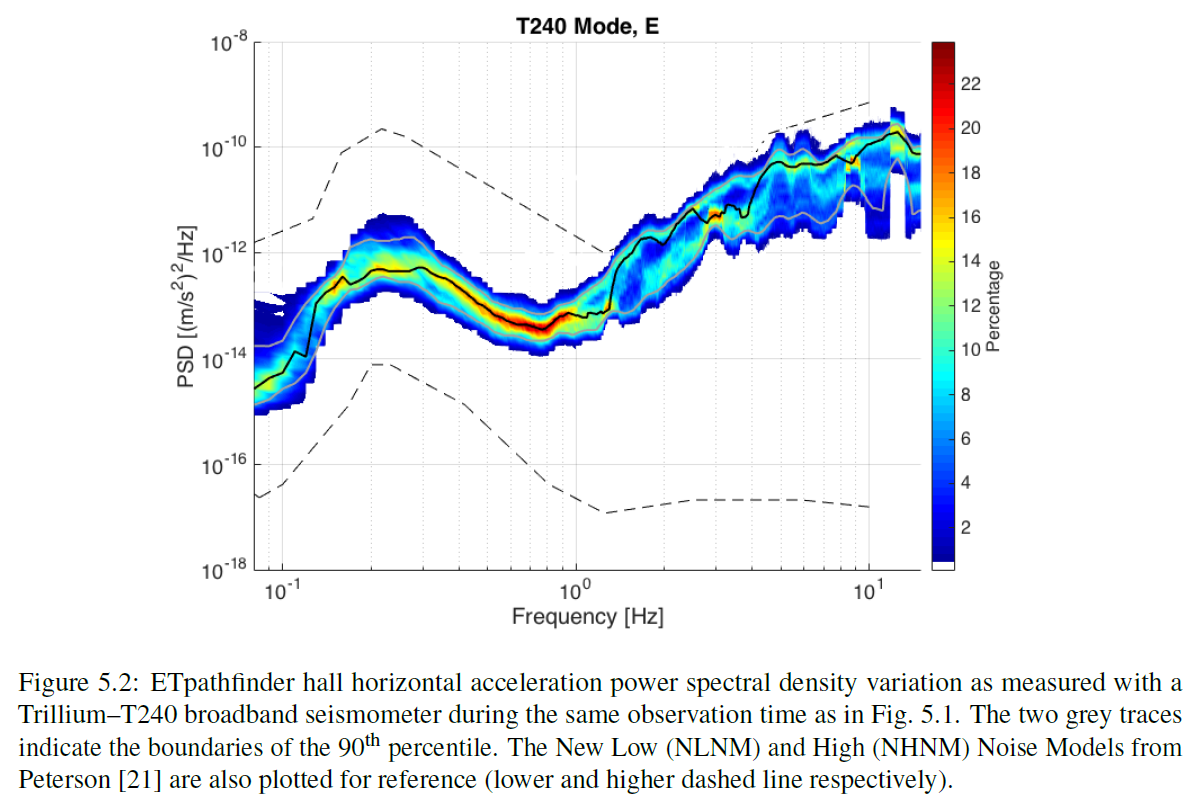 T240 Mode, E
10^-8
10^-10
10^-12
10^-14
10^-16
10^-18
PSD [(m/s^2)^2/Hz]
10^-1
10^0
10^1
Frequency [Hz]
22
20
18
16
14
12
10
8
6
4
2
Percentage
Figure 5.2: ETpathfinder hall horizontal acceleration power spectral density variation as measured with a
Trillium–T240 broadband seismometer during the same observation time as in Fig. 5.1. The two grey traces
indicate the boundaries of the 90th percentile. The New Low (NLNM) and High (NHNM) Noise Models from
Peterson [21] are also plotted for reference (lower and higher dashed line respectively).